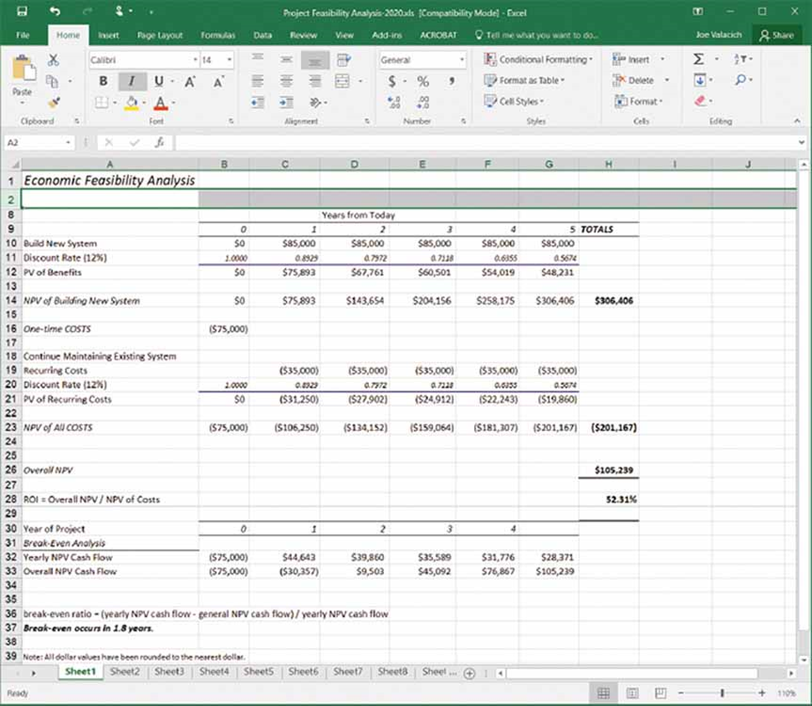 Project Feasibility Analysis-2020.xls [Compatibility Mode] - Excel
File Home Insert Page Layout Formulas Data Review View Add-ins ACROBAT Tell me what you want to do... Joe Valacich Share
Paste Calibri 14 General Conditional Formatting Insert Σ
B I U A A $ % , Format as Table Delete
A Cell Styles Format
Clipboard Font Alignment Number Styles Cells Editing
A2 fx
A B C D E F G H I J
1 Economic Feasibility Analysis
2
8 Years from Today
9 0 1 2 3 4 5 TOTALS
10 Build New System $0 $85,000 $85,000 $85,000 $85,000 $85,000
11 Discount Rate (12%) 1.0000 0.8929 0.7972 0.7118 0.6355 0.5674
12 PV of Benefits $0 $75,893 $67,761 $60,501 $54,019 $48,231
13
14 NPV of Building New System $0 $75,893 $143,654 $204,156 $258,175 $306,406 $306,406
15
16 One-time COSTS ($75,000)
17
18 Continue Maintaining Existing System
19 Recurring Costs ($35,000) ($35,000) ($35,000) ($35,000) ($35,000)
20 Discount Rate (12%) 1.0000 0.8929 0.7972 0.7118 0.6355 0.5674
21 PV of Recurring Costs $0 ($31,250) ($27,902) ($24,912) ($22,243) ($19,860)
22
23 NPV of All COSTS ($75,000) ($106,250) ($134,152) ($159,064) ($181,307) ($201,167) ($201,167)
24
25
26 Overall NPV $105,239
27
28 ROI = Overall NPV / NPV of Costs 52.31%
29
30 Year of Project 0 1 2 3 4
31 Break-Even Analysis
32 Yearly NPV Cash Flow ($75,000) $44,643 $39,860 $35,589 $31,776 $28,371
33 Overall NPV Cash Flow ($75,000) ($30,357) $9,503 $45,092 $76,867 $105,239
34
35
36 break-even ratio = (yearly NPV cash flow - general NPV cash flow) / yearly NPV cash flow
37 Break-even occurs in 1.8 years.
38
39 Note: All dollar values have been rounded to the nearest dollar.
Sheet1 Sheet2 Sheet3 Sheet4 Sheet5 Sheet6 Sheet7 Sheet8 Sheet ...
Ready 110%